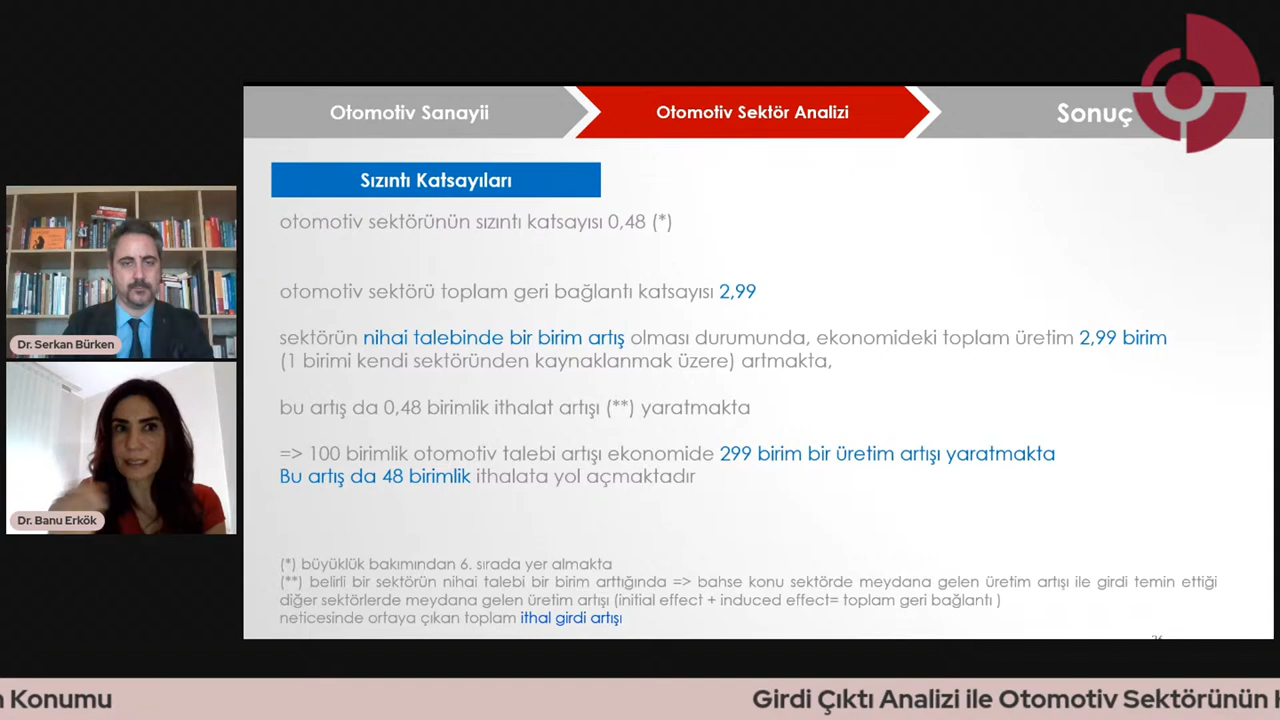 Otomotiv Sanayii
Otomotiv Sektör Analizi
Sonuç
Sızıntı Katsayıları
otomotiv sektörünün sızıntı katsayısı 0,48 (*)
otomotiv sektörü toplam geri bağlantı katsayısı 2,99
sektörün nihai talebinde bir birim artış olması durumunda, ekonomideki toplam üretim 2,99 birim
(1 birimi kendi sektöründen kaynaklanmak üzere) artmakta,
bu artış da 0,48 birimlik ithalat artışı (**) yaratmakta
=> 100 birimlik otomotiv talebi artışı ekonomide 299 birim bir üretim artışı yaratmakta
Bu artış da 48 birimlik ithalata yol açmaktadır
(*) büyüklük bakımından 6. sırada yer almakta
(**) belirli bir sektörün nihai talebi bir birim arttığında => bahse konu sektörde meydana gelen üretim artışı ile girdi temin ettiği
diğer sektörlerde meydana gelen üretim artışı (initial effect + induced effect= toplam geri bağlantı )
neticesinde ortaya çıkan toplam ithal girdi artışı
Dr. Serkan Bürken
Dr. Banu Erkök
n Konumu
Girdi Çıktı Analizi ile Otomotiv Sektörünün